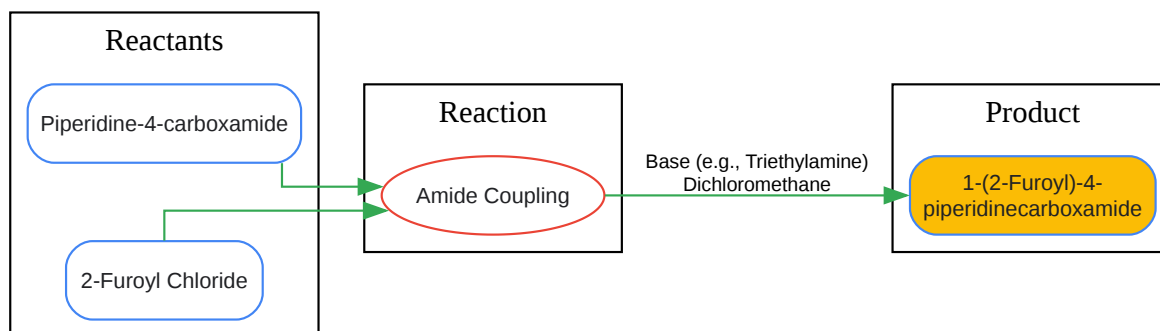 Reactants
Piperidine-4-carboxamide
2-Furoyl Chloride
Reaction
Amide Coupling
Base (e.g., Triethylamine)
Dichloromethane
Product
1-(2-Furoyl)-4-
piperidinecarboxamide